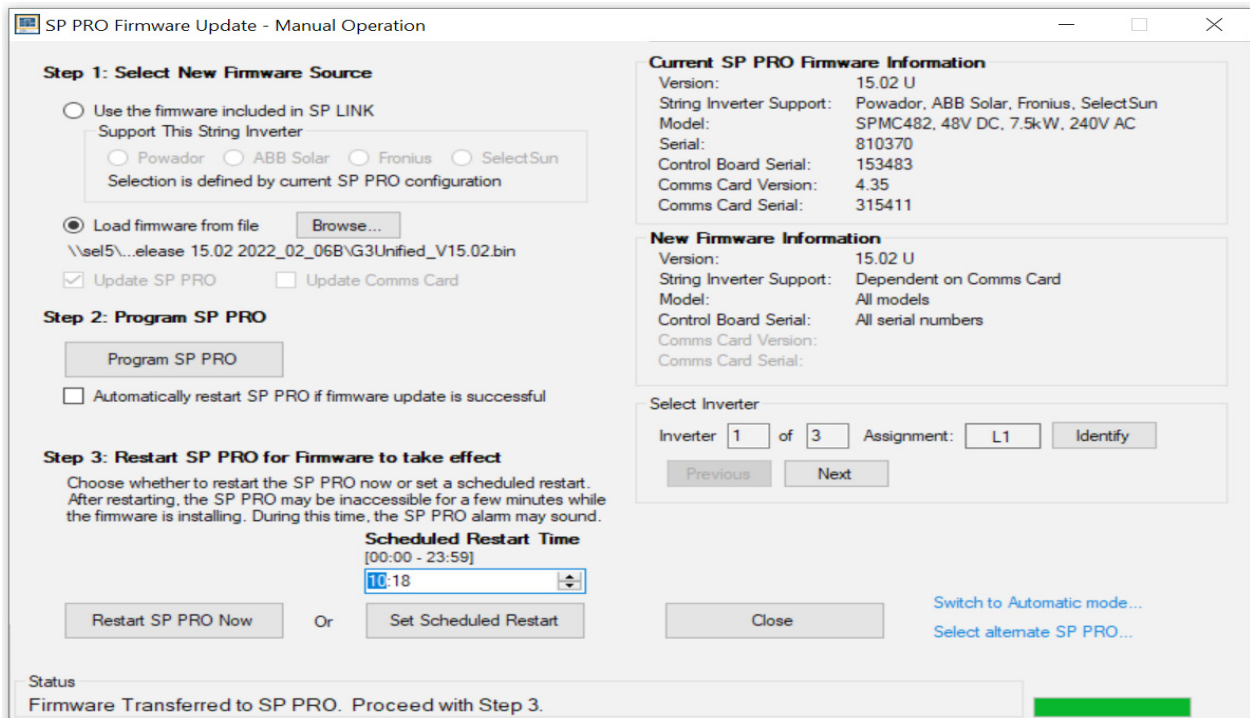 SP PRO Firmware Update - Manual Operation
Step 1: Select New Firmware Source
Use the firmware included in SP LINK
Support This String Inverter
Powador ABB Solar Fronius SelectSun
Selection is defined by current SP PRO configuration
Load firmware from file Browse...
\\sel5\...elease 15.02 2022_02_06B\G3Unified_V15.02.bin
Update SP PRO Update Comms Card
Step 2: Program SP PRO
Program SP PRO
Automatically restart SP PRO if firmware update is successful
Step 3: Restart SP PRO for Firmware to take effect
Choose whether to restart the SP PRO now or set a scheduled restart.
After restarting, the SP PRO may be inaccessible for a few minutes while
the firmware is installing. During this time, the SP PRO alarm may sound.
Scheduled Restart Time
[00:00 - 23:59]
10:18
Restart SP PRO Now Or Set Scheduled Restart
Current SP PRO Firmware Information
Version: 15.02 U
String Inverter Support: Powador, ABB Solar, Fronius, SelectSun
Model: SPMC482, 48V DC, 7.5kW, 240V AC
Serial: 810370
Control Board Serial: 153483
Comms Card Version: 4.35
Comms Card Serial: 315411
New Firmware Information
Version: 15.02 U
String Inverter Support: Dependent on Comms Card
Model: All models
Control Board Serial: All serial numbers
Comms Card Version:
Comms Card Serial:
Select Inverter
Inverter 1 of 3 Assignment: L1 Identify
Previous Next
Close
Switch to Automatic mode...
Select alternate SP PRO...
Status
Firmware Transferred to SP PRO. Proceed with Step 3.